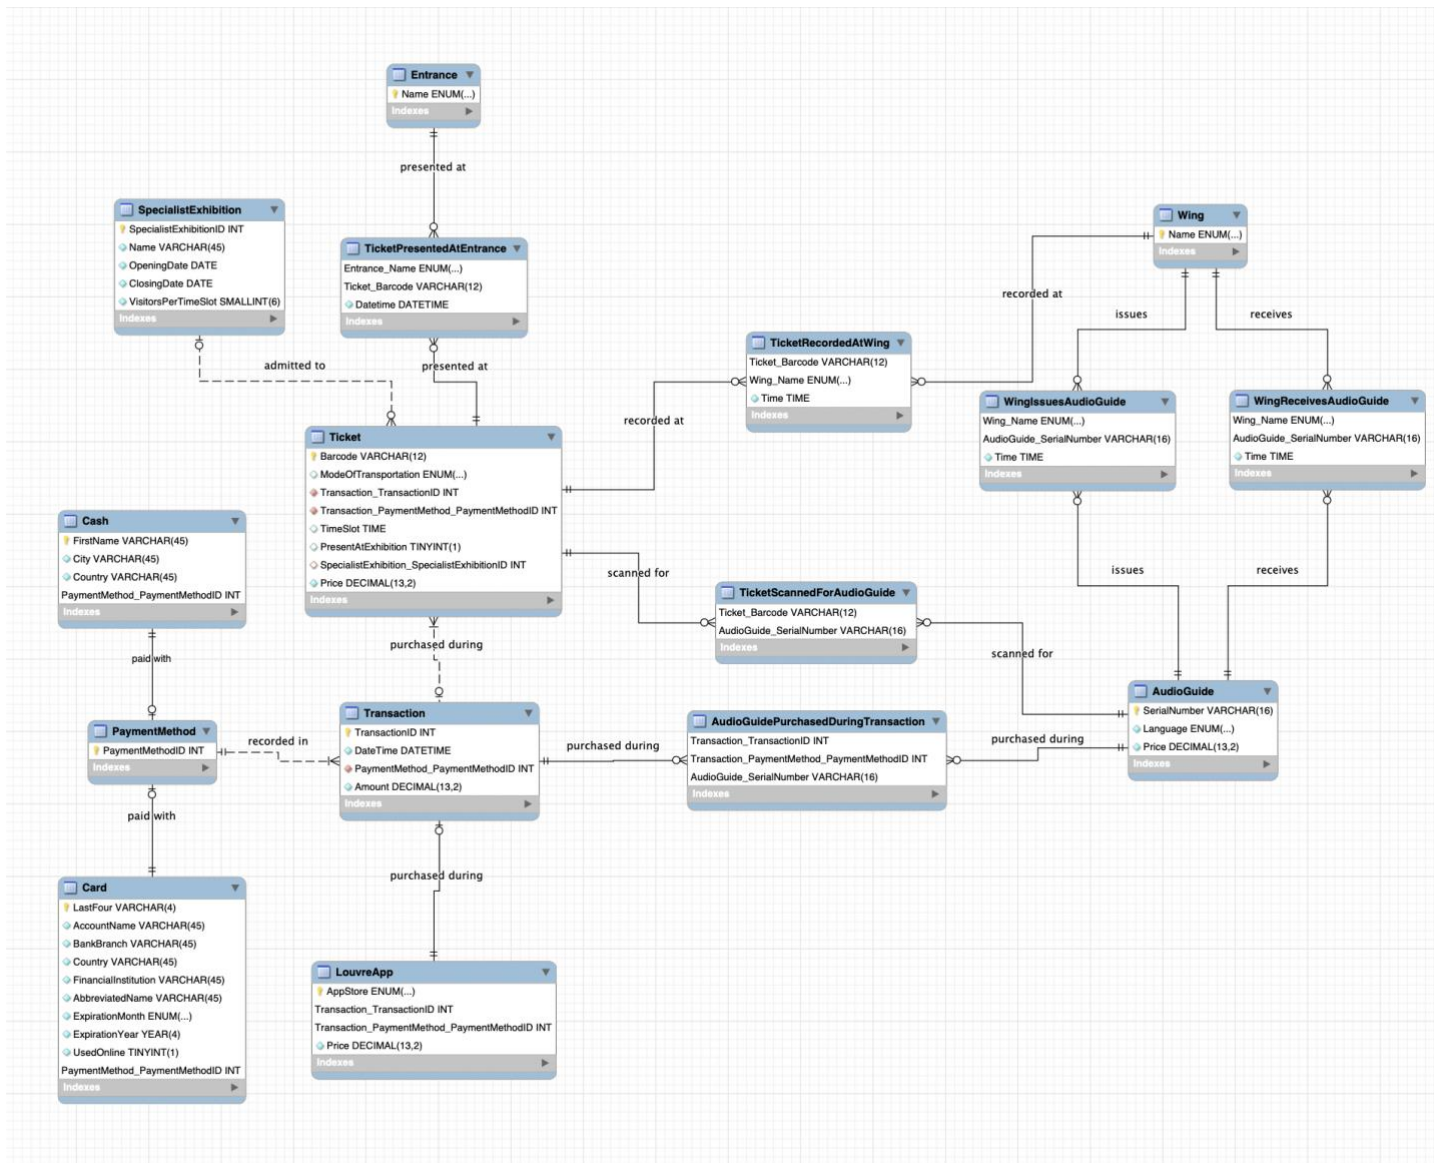 Entrance
Name ENUM(...)
Indexes
presented at
SpecialistExhibition
SpecialistExhibitionID INT
Name VARCHAR(45)
OpeningDate DATE
ClosingDate DATE
VisitorsPerTimeSlot SMALLINT(6)
Indexes
TicketPresentedAtEntrance
Entrance_Name ENUM(...)
Ticket_Barcode VARCHAR(12)
Datetime DATETIME
Indexes
Wing
Name ENUM(...)
Indexes
recorded at
issues
receives
admitted to
presented at
TicketRecordedAtWing
Ticket_Barcode VARCHAR(12)
Wing_Name ENUM(...)
Time TIME
Indexes
WingIssuesAudioGuide
Wing_Name ENUM(...)
AudioGuide_SerialNumber VARCHAR(16)
Time TIME
Indexes
WingReceivesAudioGuide
Wing_Name ENUM(...)
AudioGuide_SerialNumber VARCHAR(16)
Time TIME
Indexes
recorded at
Ticket
Barcode VARCHAR(12)
ModeOfTransportation ENUM(...)
Transaction_TransactionID INT
Transaction_PaymentMethod_PaymentMethodID INT
TimeSlot TIME
PresentAtExhibition TINYINT(1)
SpecialistExhibition_SpecialistExhibitionID INT
Price DECIMAL(13,2)
Indexes
Cash
FirstName VARCHAR(45)
City VARCHAR(45)
Country VARCHAR(45)
PaymentMethod_PaymentMethodID INT
Indexes
scanned for
issues
receives
TicketScannedForAudioGuide
Ticket_Barcode VARCHAR(12)
AudioGuide_SerialNumber VARCHAR(16)
Indexes
paid with
purchased during
scanned for
AudioGuide
SerialNumber VARCHAR(16)
Language ENUM(...)
Price DECIMAL(13,2)
Indexes
PaymentMethod
PaymentMethodID INT
Indexes
recorded in
Transaction
TransactionID INT
DateTime DATETIME
PaymentMethod_PaymentMethodID INT
Amount DECIMAL(13,2)
Indexes
purchased during
AudioGuidePurchasedDuringTransaction
Transaction_TransactionID INT
Transaction_PaymentMethod_PaymentMethodID INT
AudioGuide_SerialNumber VARCHAR(16)
Indexes
purchased during
paid with
purchased during
Card
LastFour VARCHAR(4)
AccountName VARCHAR(45)
BankBranch VARCHAR(45)
Country VARCHAR(45)
FinancialInstitution VARCHAR(45)
AbbreviatedName VARCHAR(45)
ExpirationMonth ENUM(...)
ExpirationYear YEAR(4)
UsedOnline TINYINT(1)
PaymentMethod_PaymentMethodID INT
Indexes
LouvreApp
AppStore ENUM(...)
Transaction_TransactionID INT
Transaction_PaymentMethod_PaymentMethodID INT
Price DECIMAL(13,2)
Indexes